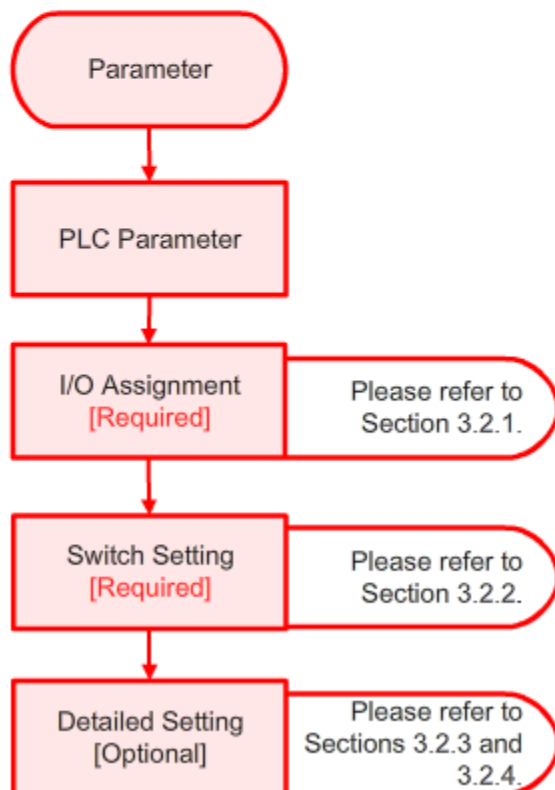 Parameter
PLC Parameter
I/O Assignment
[Required]
Please refer to
Section 3.2.1.
Switch Setting
[Required]
Please refer to
Section 3.2.2.
Detailed Setting
[Optional]
Please refer to
Sections 3.2.3 and
3.2.4.